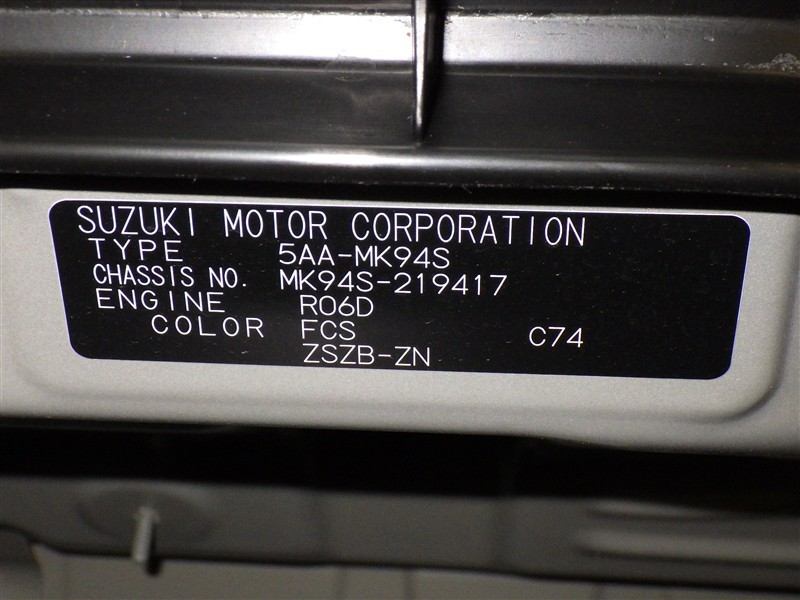 SUZUKI MOTOR CORPORATION
TYPE 5AA-MK94S
CHASSIS NO. MK94S-219417
ENGINE R06D
COLOR FCS C74
ZSZB-ZN